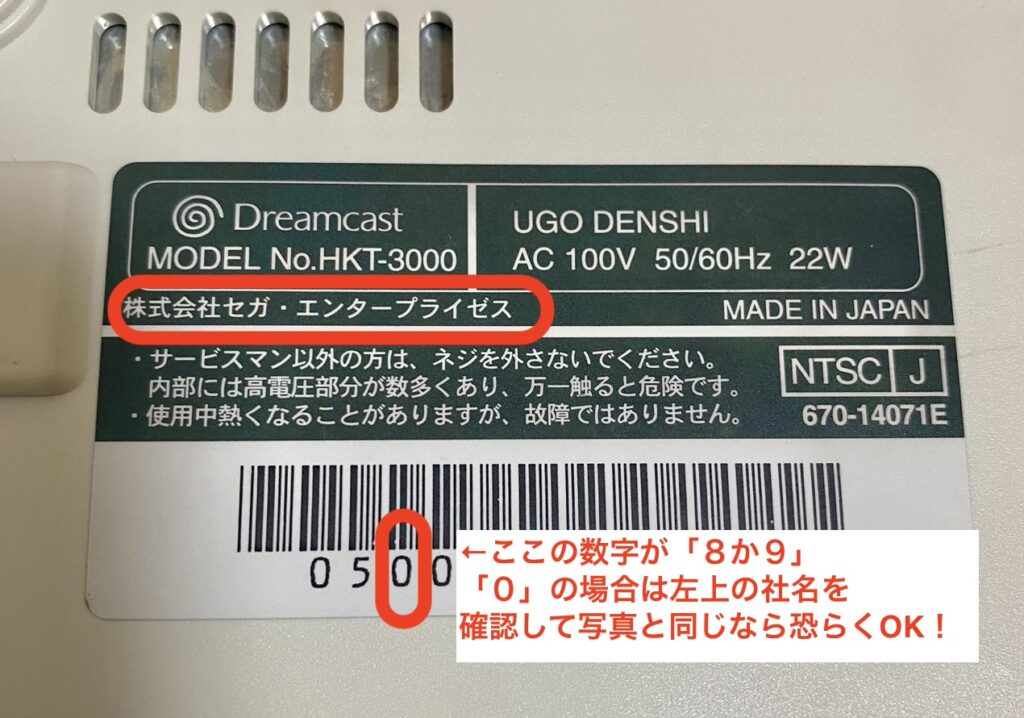 Dreamcast
MODEL No.HKT-3000
UGO DENSHI
AC 100V 50/60Hz 22W
株式会社セガ・エンタープライゼス
MADE IN JAPAN
・サービスマン以外の方は、ネジを外さないでください。
内部には高電圧部分が数多くあり、万一触ると危険です。
・使用中熱くなることがありますが、故障ではありません。
NTSC J
670-14071E
0500
←ここの数字が「８か９」
「０」の場合は左上の社名を
確認して写真と同じなら恐らくOK！